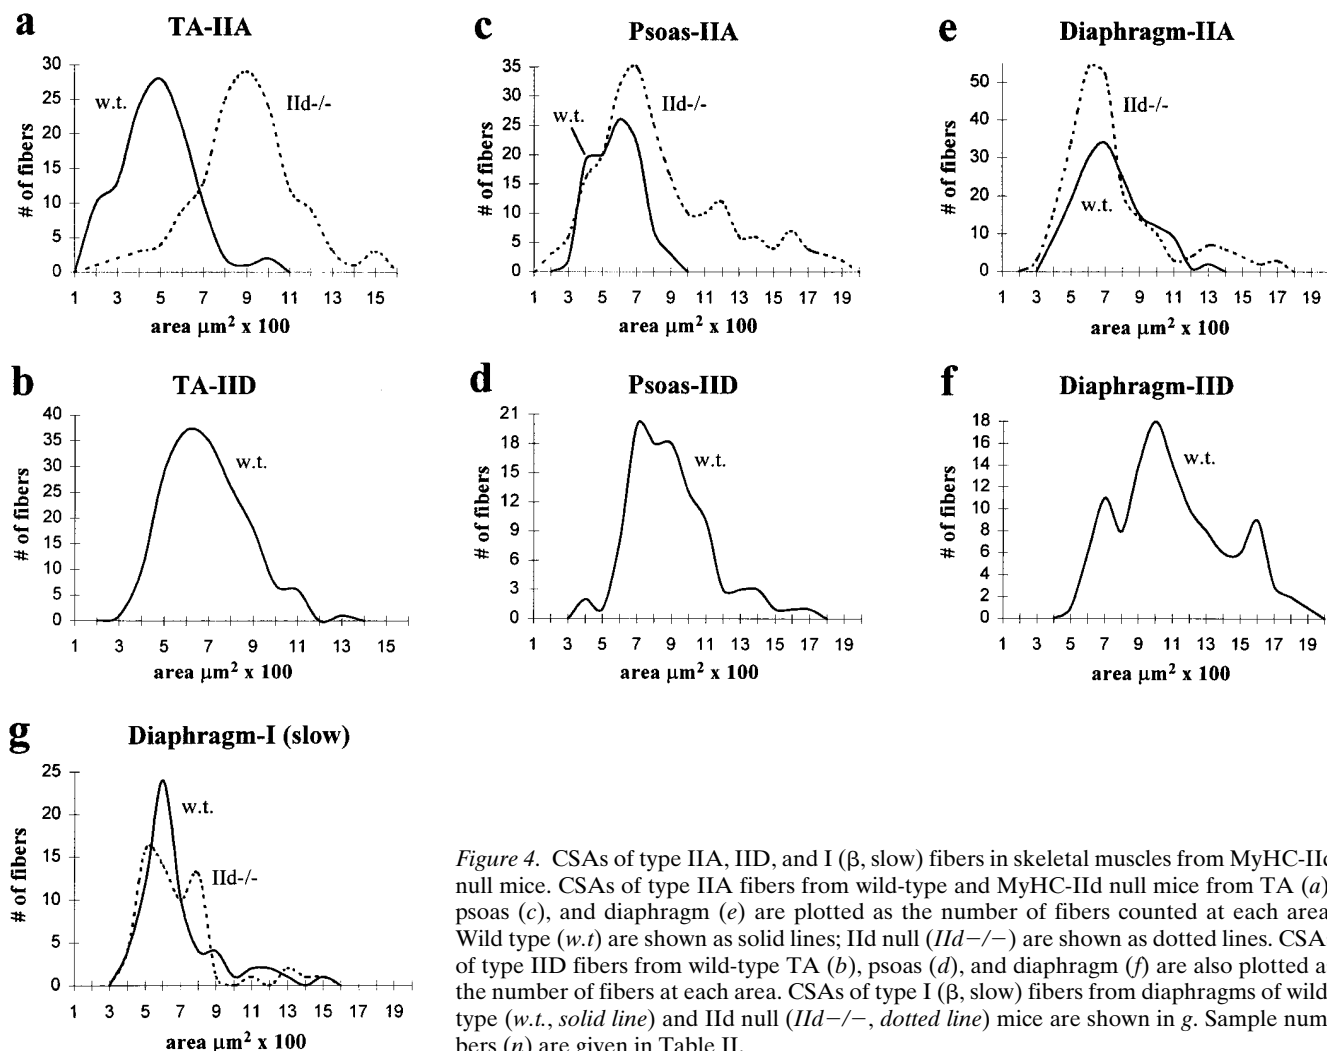 a
TA-IIA
30
25
20
15
10
5
0
# of fibers
w.t.
IId-/-
1 3 5 7 9 11 13 15
area μm² x 100
c
Psoas-IIA
35
30
25
20
15
10
5
0
# of fibers
w.t.
IId-/-
1 3 5 7 9 11 13 15 17 19
area μm² x 100
e
Diaphragm-IIA
50
40
30
20
10
0
# of fibers
IId-/-
w.t.
1 3 5 7 9 11 13 15 17 19
area μm² x 100
b
TA-IID
40
35
30
25
20
15
10
5
0
# of fibers
w.t.
1 3 5 7 9 11 13 15
area μm² x 100
d
Psoas-IID
21
18
15
12
9
6
3
0
# of fibers
w.t.
1 3 5 7 9 11 13 15 17 19
area μm² x 100
f
Diaphragm-IID
18
16
14
12
10
8
6
4
2
0
# of fibers
w.t.
1 3 5 7 9 11 13 15 17 19
area μm² x 100
g
Diaphragm-I (slow)
25
20
15
10
5
0
# of fibers
w.t.
IId-/-
1 3 5 7 9 11 13 15 17 19
area μm² x 100
Figure 4. CSAs of type IIA, IID, and I (β, slow) fibers in skeletal muscles from MyHC-IId
null mice. CSAs of type IIA fibers from wild-type and MyHC-IId null mice from TA (a)
psoas (c), and diaphragm (e) are plotted as the number of fibers counted at each area
Wild type (w.t) are shown as solid lines; IId null (IId−/−) are shown as dotted lines. CSAs
of type IID fibers from wild-type TA (b), psoas (d), and diaphragm (f) are also plotted as
the number of fibers at each area. CSAs of type I (β, slow) fibers from diaphragms of wild
type (w.t., solid line) and IId null (IId−/−, dotted line) mice are shown in g. Sample num
bers (n) are given in Table II.